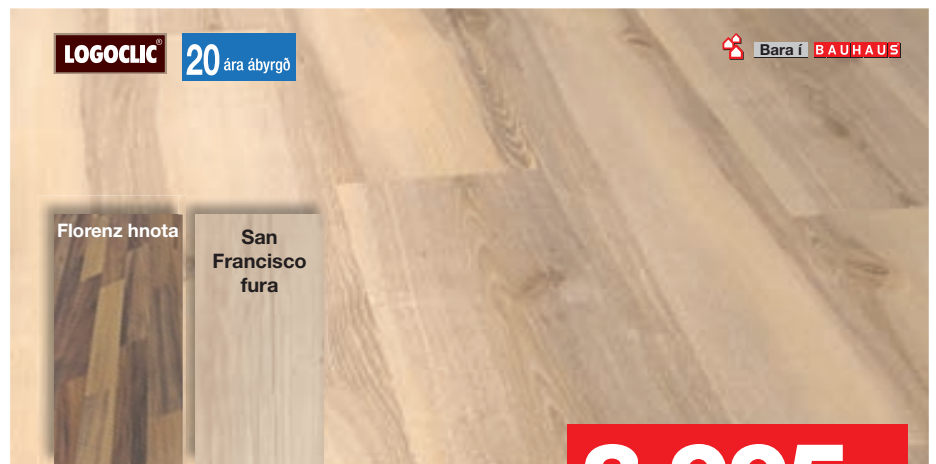 LOGOCLIC®
20 ára ábyrgð
Bara í BAUHAUS
Florenz hnota
San
Francisco
fura